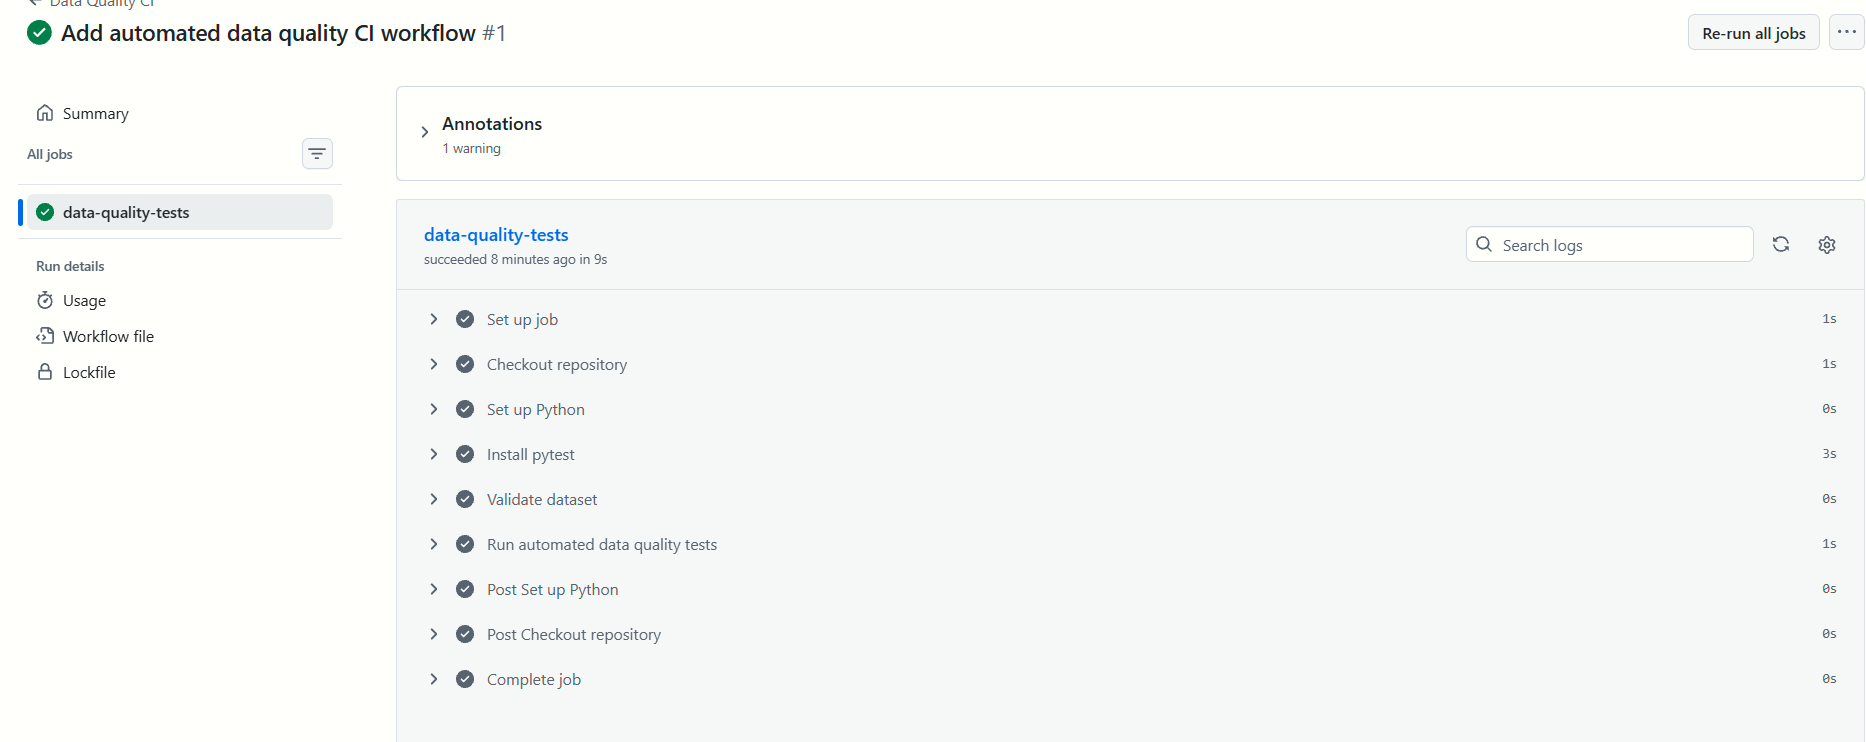 Data Quality CI
Add automated data quality CI workflow #1
Re-run all jobs
Summary
All jobs
data-quality-tests
Run details
Usage
Workflow file
Lockfile
Annotations
1 warning
data-quality-tests
succeeded 8 minutes ago in 9s
Search logs
Set up job 1s
Checkout repository 1s
Set up Python 0s
Install pytest 3s
Validate dataset 0s
Run automated data quality tests 1s
Post Set up Python 0s
Post Checkout repository 0s
Complete job 0s